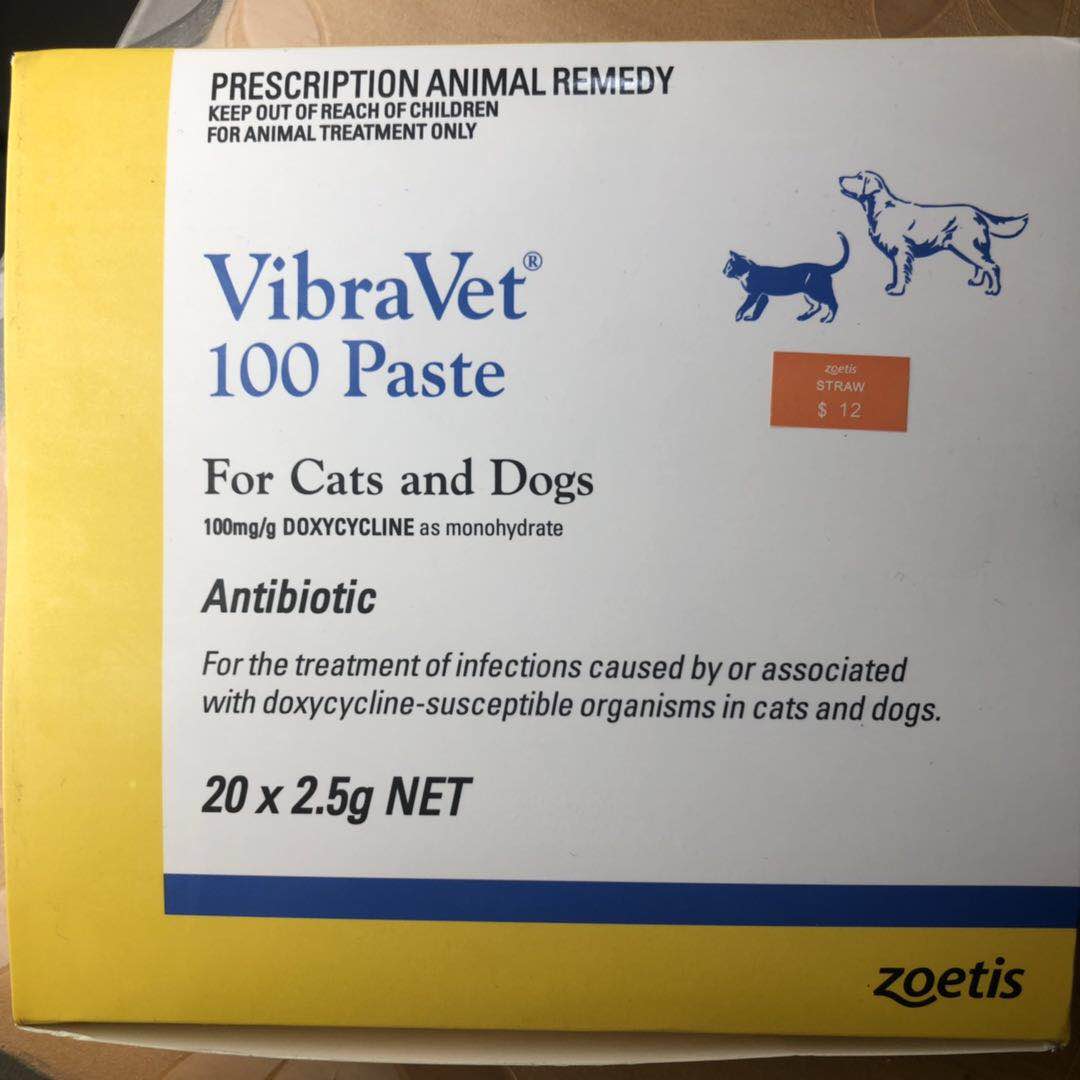 PRESCRIPTION ANIMAL REMEDY
KEEP OUT OF REACH OF CHILDREN
FOR ANIMAL TREATMENT ONLY
VibraVet®
100 Paste
zoetis
STRAW
$ 12
For Cats and Dogs
100mg/g DOXYCYCLINE as monohydrate
Antibiotic
For the treatment of infections caused by or associated
with doxycycline-susceptible organisms in cats and dogs.
20 x 2.5g NET
zoetis